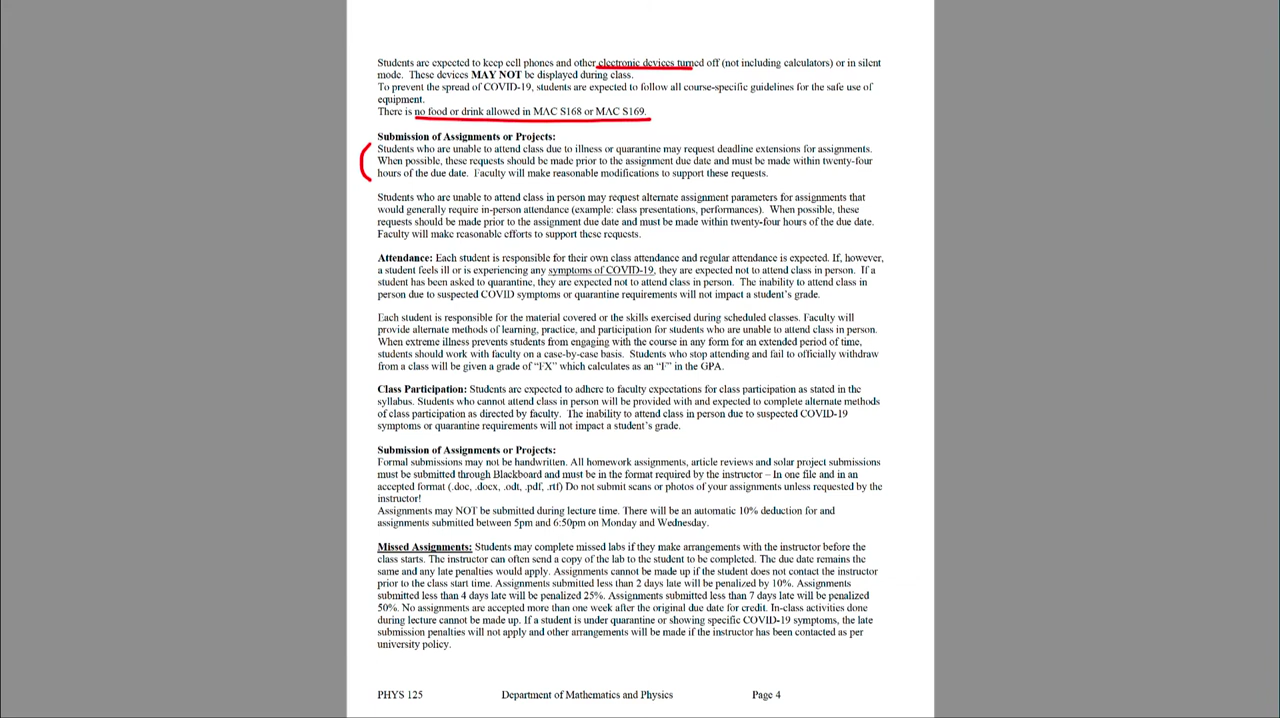 Students are expected to keep cell phones and other electronic devices turned off (not including calculators) or in silent
mode. These devices MAY NOT be displayed during class.
To prevent the spread of COVID-19, students are expected to follow all course-specific guidelines for the safe use of
equipment.
There is no food or drink allowed in MAC S168 or MAC S169.
Submission of Assignments or Projects:
Students who are unable to attend class due to illness or quarantine may request deadline extensions for assignments.
When possible, these requests should be made prior to the assignment due date and must be made within twenty-four
hours of the due date. Faculty will make reasonable modifications to support these requests.
Students who are unable to attend class in person may request alternate assignment parameters for assignments that
would generally require in-person attendance (example: class presentations, performances). When possible, these
requests should be made prior to the assignment due date and must be made within twenty-four hours of the due date.
Faculty will make reasonable efforts to support these requests.
Attendance: Each student is responsible for their own class attendance and regular attendance is expected. If, however,
a student feels ill or is experiencing any symptoms of COVID-19, they are expected not to attend class in person. If a
student has been asked to quarantine, they are expected not to attend class in person. The inability to attend class in
person due to suspected COVID symptoms or quarantine requirements will not impact a student's grade.
Each student is responsible for the material covered or the skills exercised during scheduled classes. Faculty will
provide alternate methods of learning, practice, and participation for students who are unable to attend class in person.
When extreme illness prevents students from engaging with the course in any form for an extended period of time,
students should work with faculty on a case-by-case basis. Students who stop attending and fail to officially withdraw
from a class will be given a grade of "FX" which calculates as an "F" in the GPA.
Class Participation: Students are expected to adhere to faculty expectations for class participation as stated in the
syllabus. Students who cannot attend class in person will be provided with and expected to complete alternate methods
of class participation as directed by faculty. The inability to attend class in person due to suspected COVID-19
symptoms or quarantine requirements will not impact a student's grade.
Submission of Assignments or Projects:
Formal submissions may not be handwritten. All homework assignments, article reviews and solar project submissions
must be submitted through Blackboard and must be in the format required by the instructor – In one file and in an
accepted format (.doc, .docx, .odt, .pdf, .rtf) Do not submit scans or photos of your assignments unless requested by the
instructor!
Assignments may NOT be submitted during lecture time. There will be an automatic 10% deduction for and
assignments submitted between 5pm and 6:50pm on Monday and Wednesday.
Missed Assignments: Students may complete missed labs if they make arrangements with the instructor before the
class starts. The instructor can often send a copy of the lab to the student to be completed. The due date remains the
same and any late penalties would apply. Assignments cannot be made up if the student does not contact the instructor
prior to the class start time. Assignments submitted less than 2 days late will be penalized by 10%. Assignments
submitted less than 4 days late will be penalized 25%. Assignments submitted less than 7 days late will be penalized
50%. No assignments are accepted more than one week after the original due date for credit. In-class activities done
during lecture cannot be made up. If a student is under quarantine or showing specific COVID-19 symptoms, the late
submission penalties will not apply and other arrangements will be made if the instructor has been contacted as per
university policy.
PHYS 125 Department of Mathematics and Physics Page 4